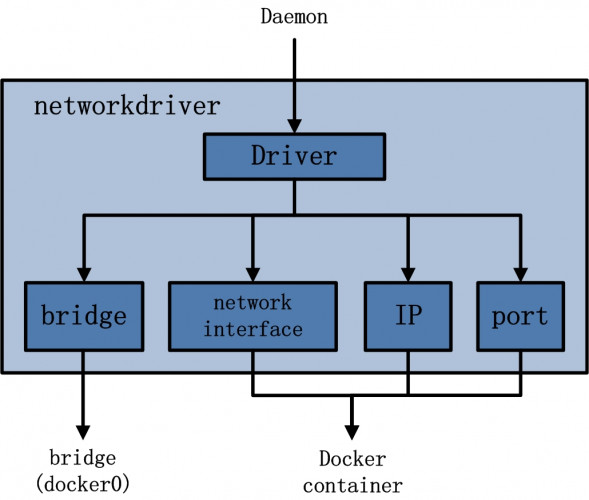 Daemon
networkdriver
Driver
bridge
network
interface
IP
port
bridge
(docker0)
Docker
container